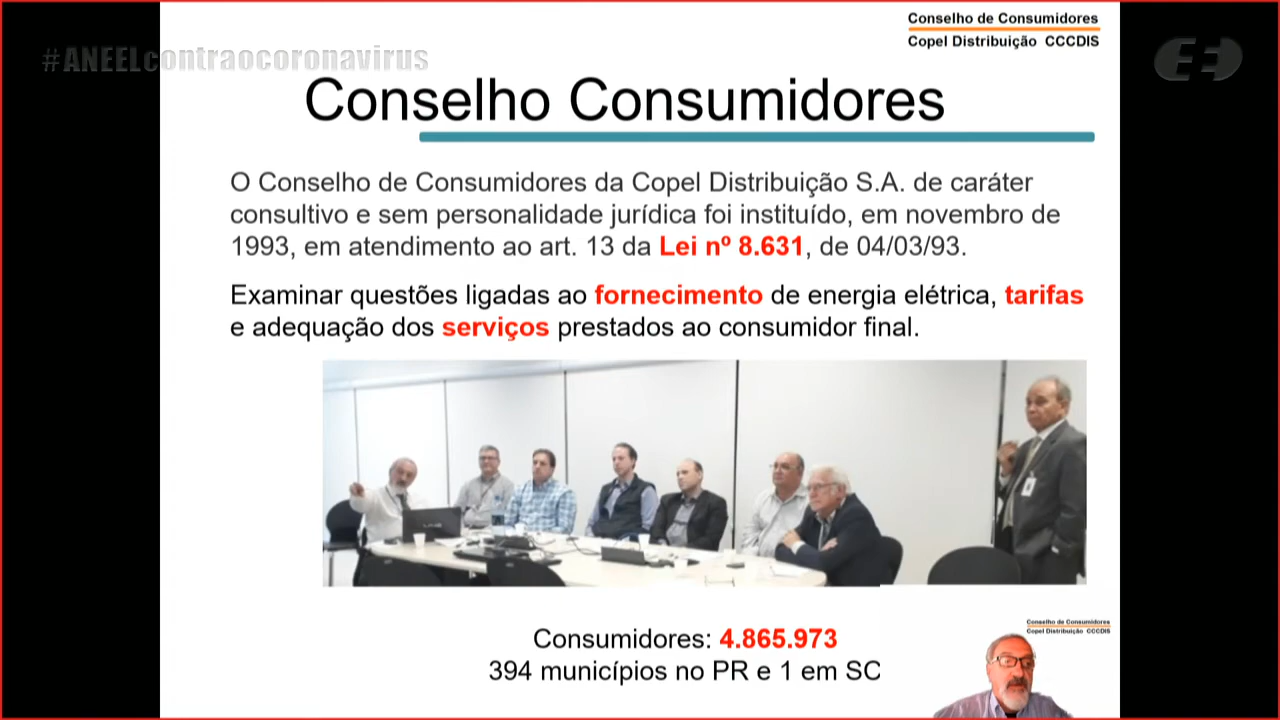 Conselho de Consumidores
Copel Distribuição CCCDIS
#ANEELcontraocoronavirus
Conselho Consumidores
O Conselho de Consumidores da Copel Distribuição S.A. de caráter
consultivo e sem personalidade jurídica foi instituído, em novembro de
1993, em atendimento ao art. 13 da Lei nº 8.631, de 04/03/93.
Examinar questões ligadas ao fornecimento de energia elétrica, tarifas
e adequação dos serviços prestados ao consumidor final.
Consumidores: 4.865.973
394 municípios no PR e 1 em SC
Conselho de Consumidores
Copel Distribuição CCCDIS